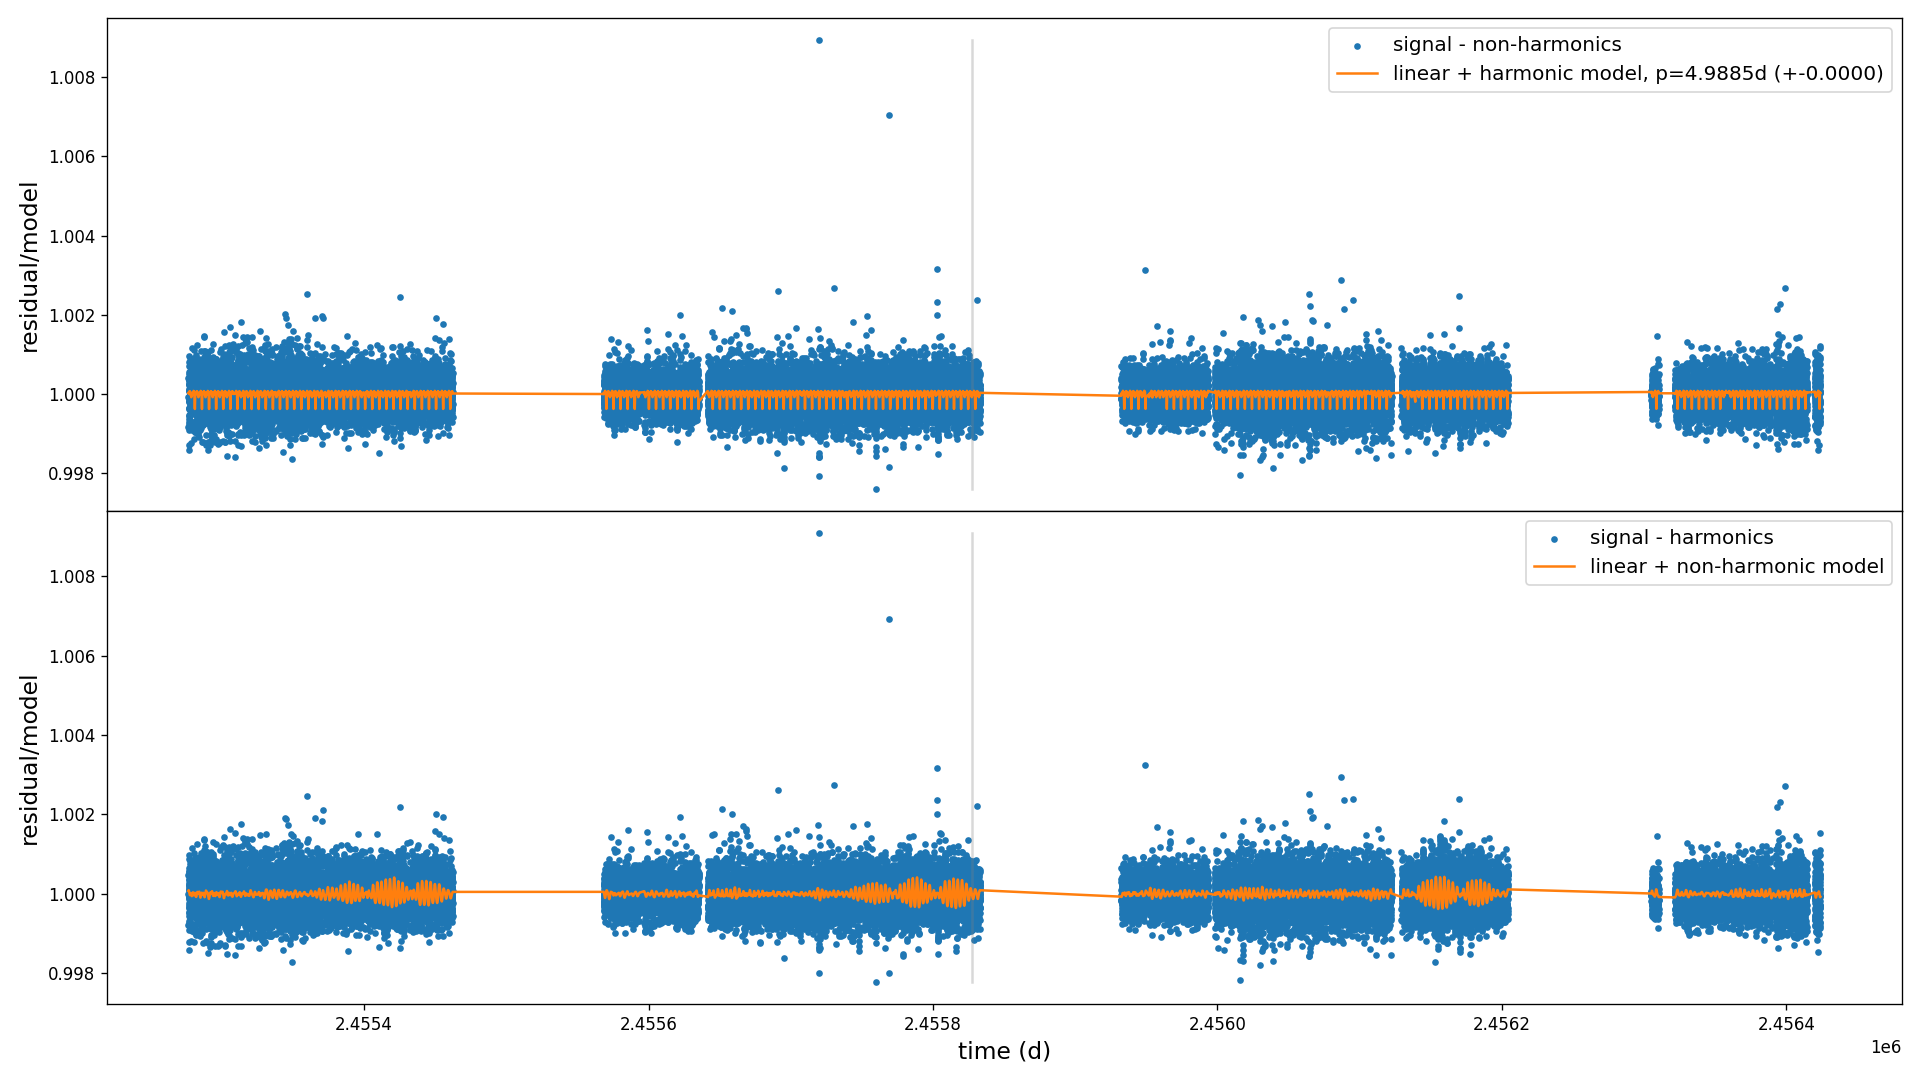 signal - non-harmonics
linear + harmonic model, p=4.9885d (+-0.0000)
1.008
1.006
1.004
1.002
1.000
0.998
residual/model
signal - harmonics
linear + non-harmonic model
1.008
1.006
1.004
1.002
1.000
0.998
residual/model
2.4554
2.4556
2.4558
2.4560
2.4562
2.4564
1e6
time (d)